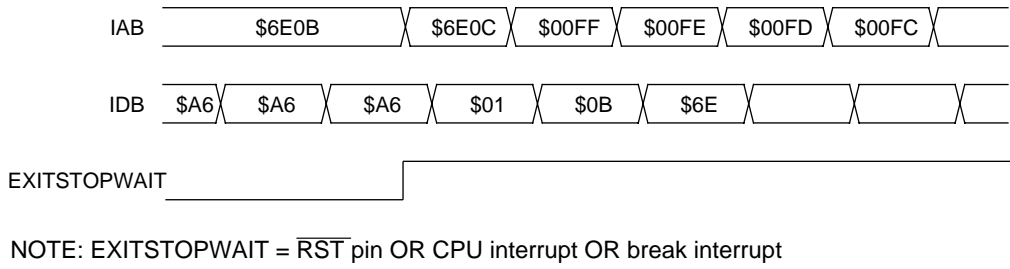 IAB $6E0B $6E0C $00FF $00FE $00FD $00FC
IDB $A6 $A6 $A6 $01 $0B $6E
EXITSTOPWAIT
NOTE: EXITSTOPWAIT = RST pin OR CPU interrupt OR break interrupt